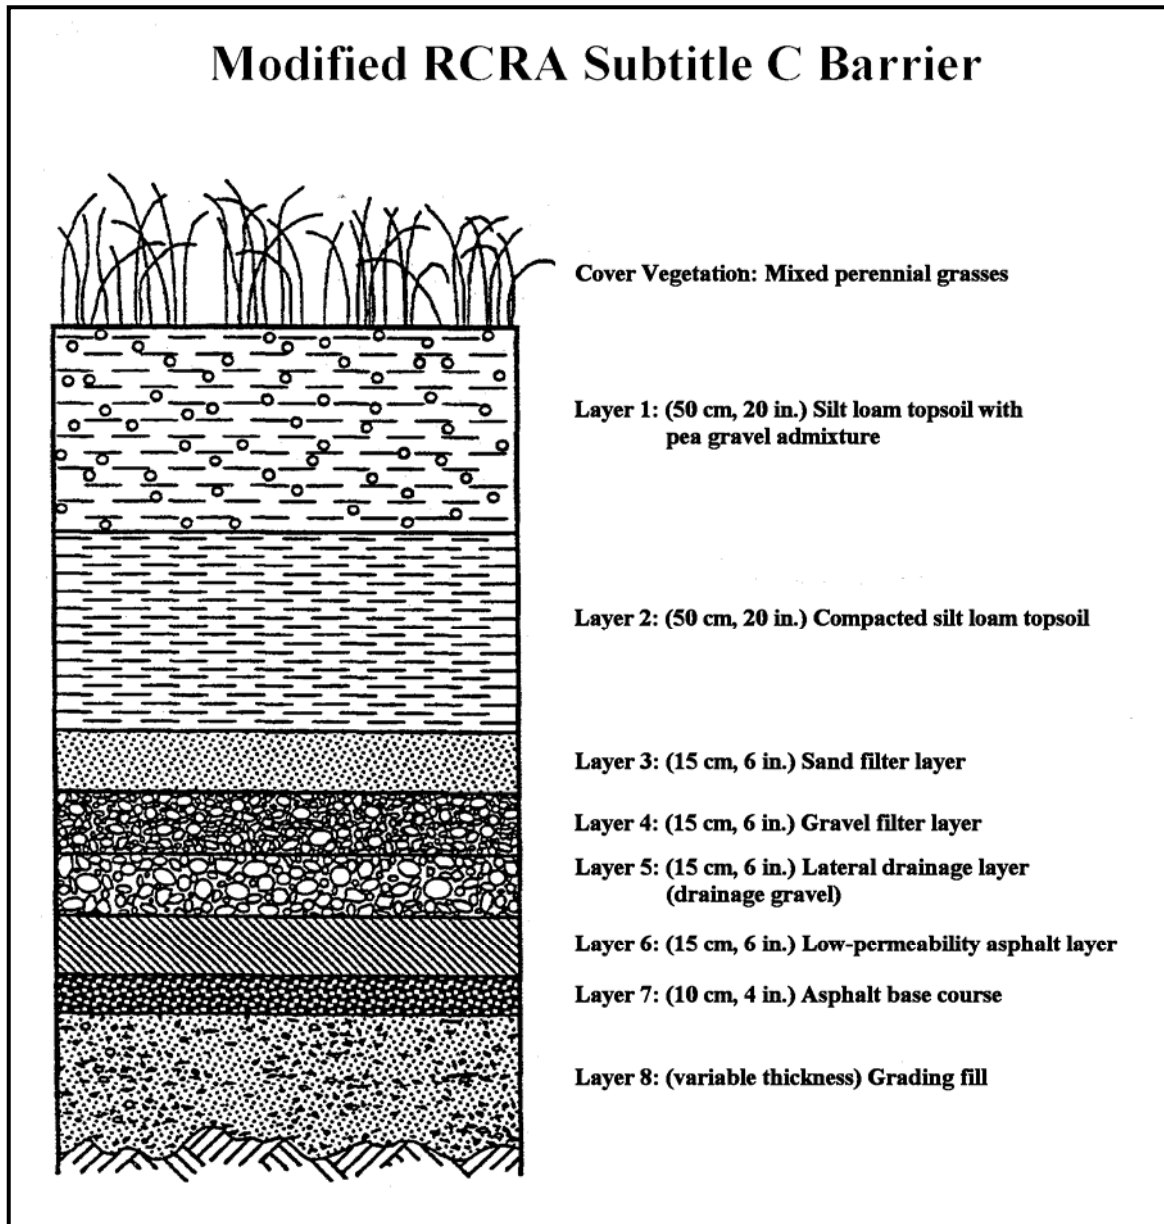 Modified RCRA Subtitle C Barrier
Cover Vegetation: Mixed perennial grasses
Layer 1: (50 cm, 20 in.) Silt loam topsoil with
pea gravel admixture
Layer 2: (50 cm, 20 in.) Compacted silt loam topsoil
Layer 3: (15 cm, 6 in.) Sand filter layer
Layer 4: (15 cm, 6 in.) Gravel filter layer
Layer 5: (15 cm, 6 in.) Lateral drainage layer
(drainage gravel)
Layer 6: (15 cm, 6 in.) Low-permeability asphalt layer
Layer 7: (10 cm, 4 in.) Asphalt base course
Layer 8: (variable thickness) Grading fill